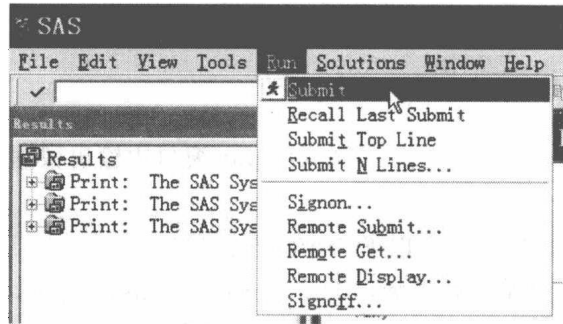 SAS
File Edit View Tools Run Solutions Window Help
Submit
Recall Last Submit
Submit Top Line
Submit N Lines...
Signon...
Remote Submit...
Remote Get...
Remote Display...
Signoff...
Results
Results
Print: The SAS Sys
Print: The SAS Sys
Print: The SAS Sys